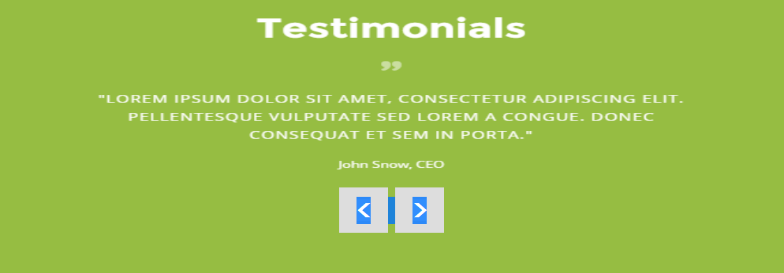 Testimonials
”
"LOREM IPSUM DOLOR SIT AMET, CONSECTETUR ADIPISCING ELIT.
PELLENTESQUE VULPUTATE SED LOREM A CONGUE. DONEC
CONSEQUAT ET SEM IN PORTA."
John Snow, CEO